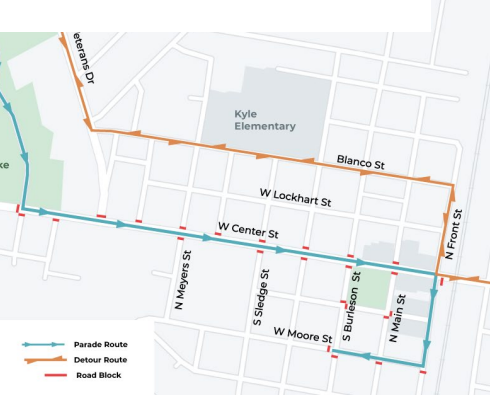 eterans Dr
Kyle
Elementary
Blanco St
ke
W Lockhart St
W Center St
N Front St
N Meyers St
S Sledge St
S Burleson St
N Main St
W Moore St
Parade Route
Detour Route
Road Block